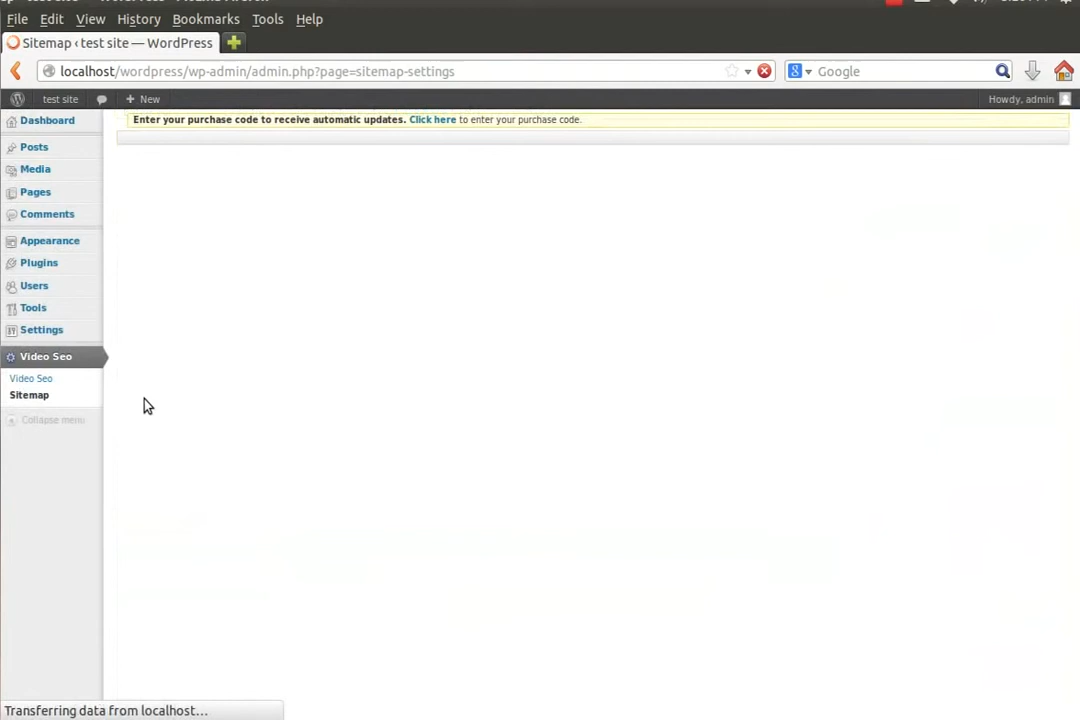 File Edit View History Bookmarks Tools Help
Sitemap ‹ test site — WordPress
localhost/wordpress/wp-admin/admin.php?page=sitemap-settings
Google
test site
New
Howdy, admin
Dashboard
Enter your purchase code to receive automatic updates. Click here to enter your purchase code.
Posts
Media
Pages
Comments
Appearance
Plugins
Users
Tools
Settings
Video Seo
Video Seo
Sitemap
Collapse menu
Transferring data from localhost...